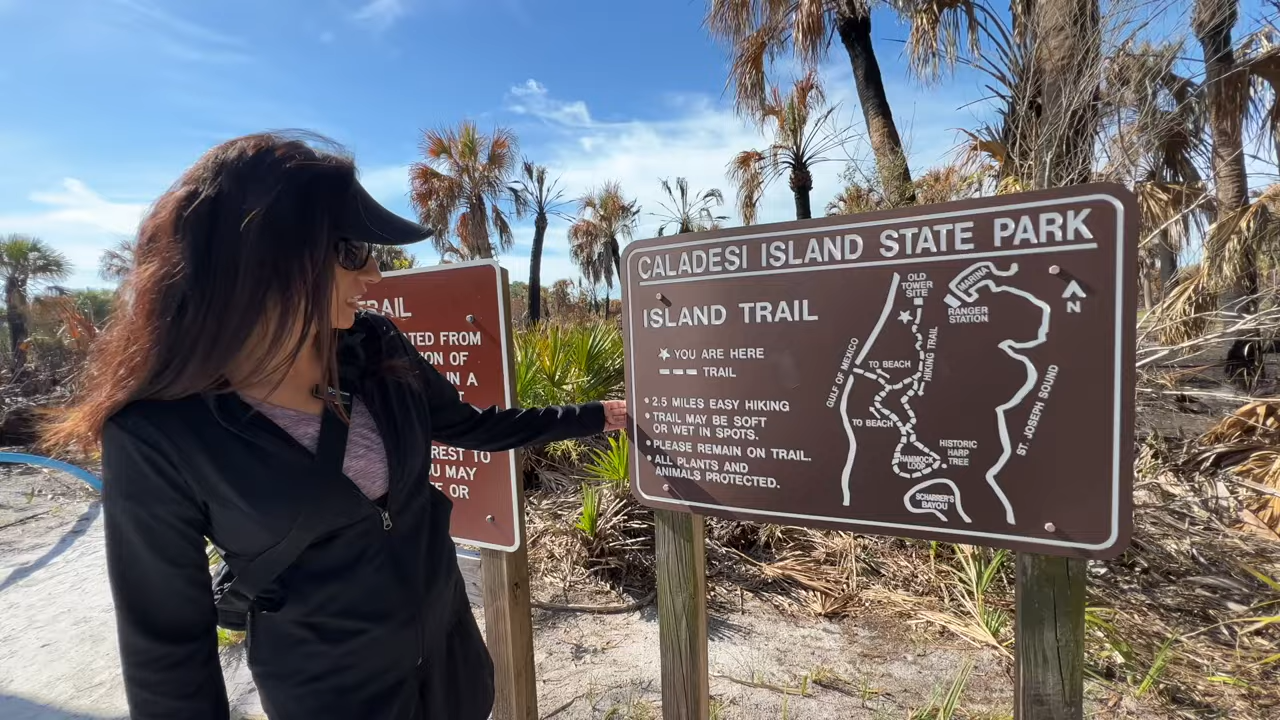 TRAIL
ATED FROM
ION OF
IN A
REST TO
OU MAY
E OR
CALADESI ISLAND STATE PARK
ISLAND TRAIL
YOU ARE HERE
TRAIL
• 2.5 MILES EASY HIKING
• TRAIL MAY BE SOFT
OR WET IN SPOTS.
• PLEASE REMAIN ON TRAIL.
• ALL PLANTS AND
ANIMALS PROTECTED.
OLD
TOWER
SITE
MARINA
RANGER
STATION
N
HIKING TRAIL
GULF OF MEXICO
TO BEACH
TO BEACH
ST. JOSEPH SOUND
HISTORIC
HARP
TREE
HAMMOCK
LOOP
SCHARRER'S
BAYOU